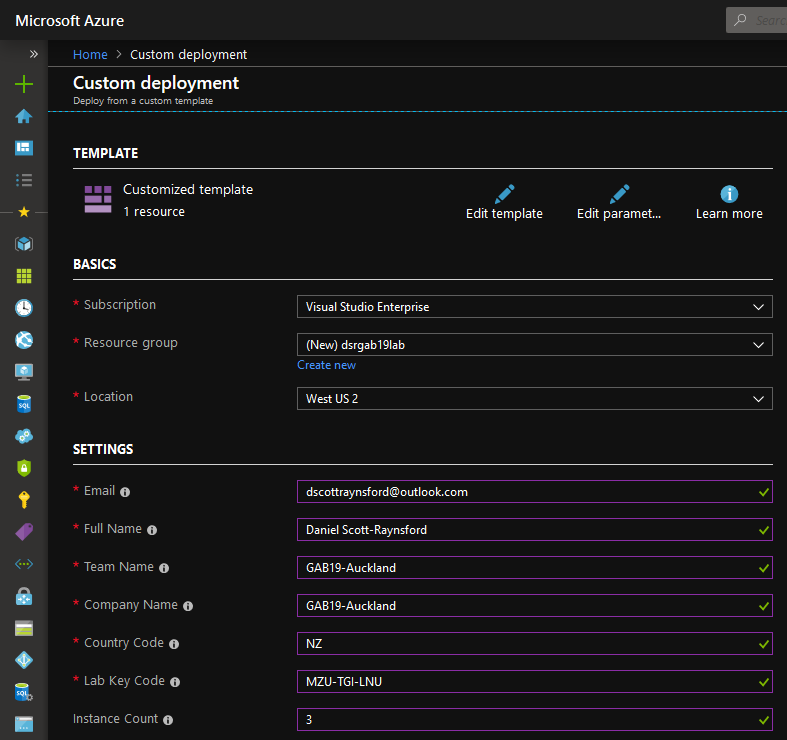 Microsoft Azure
Search
Home > Custom deployment
Custom deployment
Deploy from a custom template
TEMPLATE
Customized template
1 resource
Edit template
Edit paramet...
Learn more
BASICS
* Subscription
Visual Studio Enterprise
* Resource group
(New) dsrgab19lab
Create new
* Location
West US 2
SETTINGS
* Email
dscottraynsford@outlook.com
* Full Name
Daniel Scott-Raynsford
* Team Name
GAB19-Auckland
* Company Name
GAB19-Auckland
* Country Code
NZ
* Lab Key Code
MZU-TGI-LNU
Instance Count
3